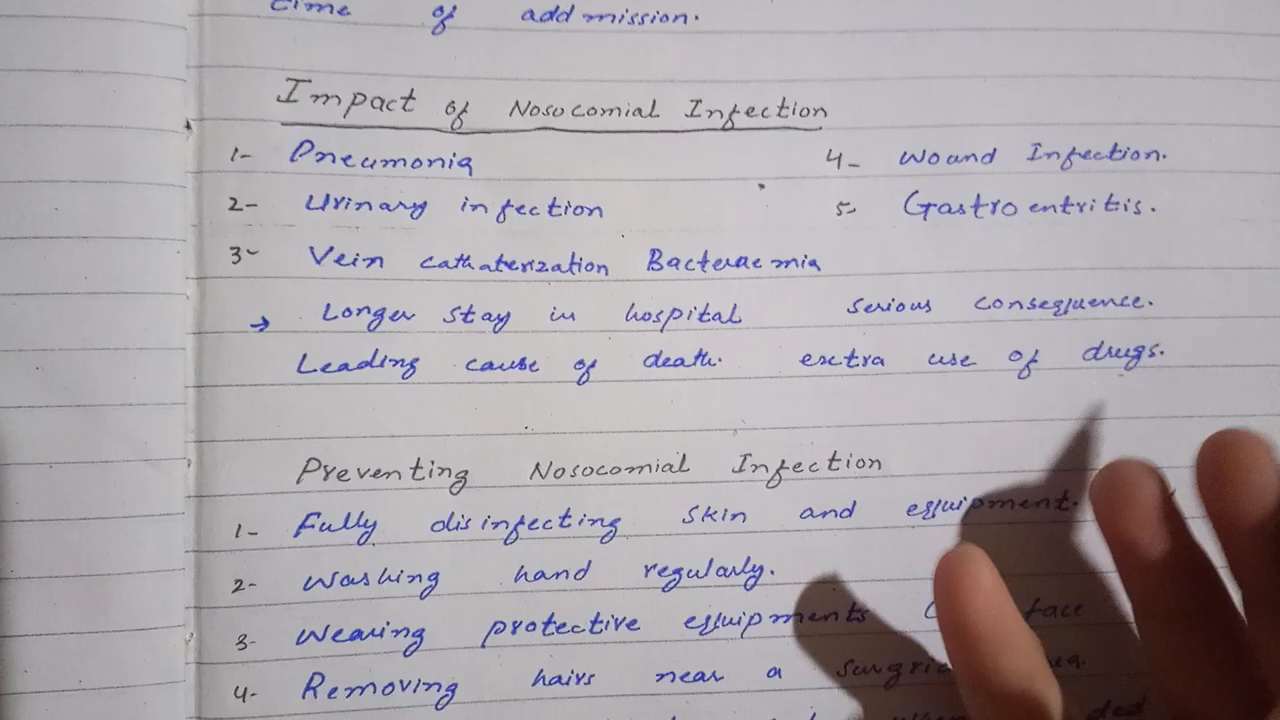 time of addmission.
Impact of Nosocomial Infection
1- Pneumonia 4- Wound Infection.
2- Urinary infection 5- Gastroentritis.
3- Vein cathaterization Bacteraemia
→ Longer stay in hospital serious consequence.
Leading cause of death. extra use of drugs.
Preventing Nosocomial Infection
1- Fully disinfecting skin and equipment.
2- Washing hand regularly.
3- Wearing protective equipments face
4- Removing hairs near a